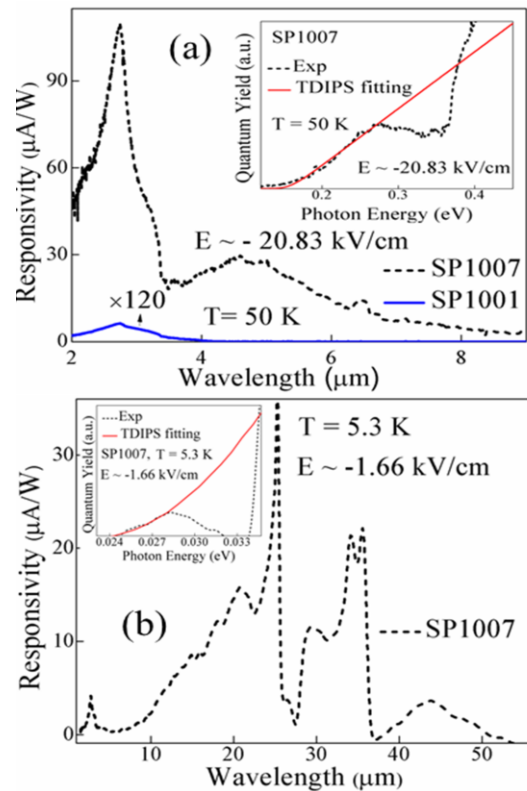 (a)
Responsivity (μA/W)
90
60
30
0
SP1007
Exp
TDIPS fitting
T = 50 K
E ~ -20.83 kV/cm
Quantum Yield (a.u.)
0.2
0.3
0.4
Photon Energy (eV)
E ~ - 20.83 kV/cm
SP1007
SP1001
×120
T= 50 K
2
4
6
8
Wavelength (μm)
(b)
Responsivity (μA/W)
30
20
10
0
Exp
TDIPS fitting
SP1007, T = 5.3 K
E ~ -1.66 kV/cm
Quantum Yield (a.u.)
0.024
0.027
0.030
0.033
Photon Energy (eV)
T = 5.3 K
E ~ -1.66 kV/cm
SP1007
10
20
30
40
50
Wavelength (μm)